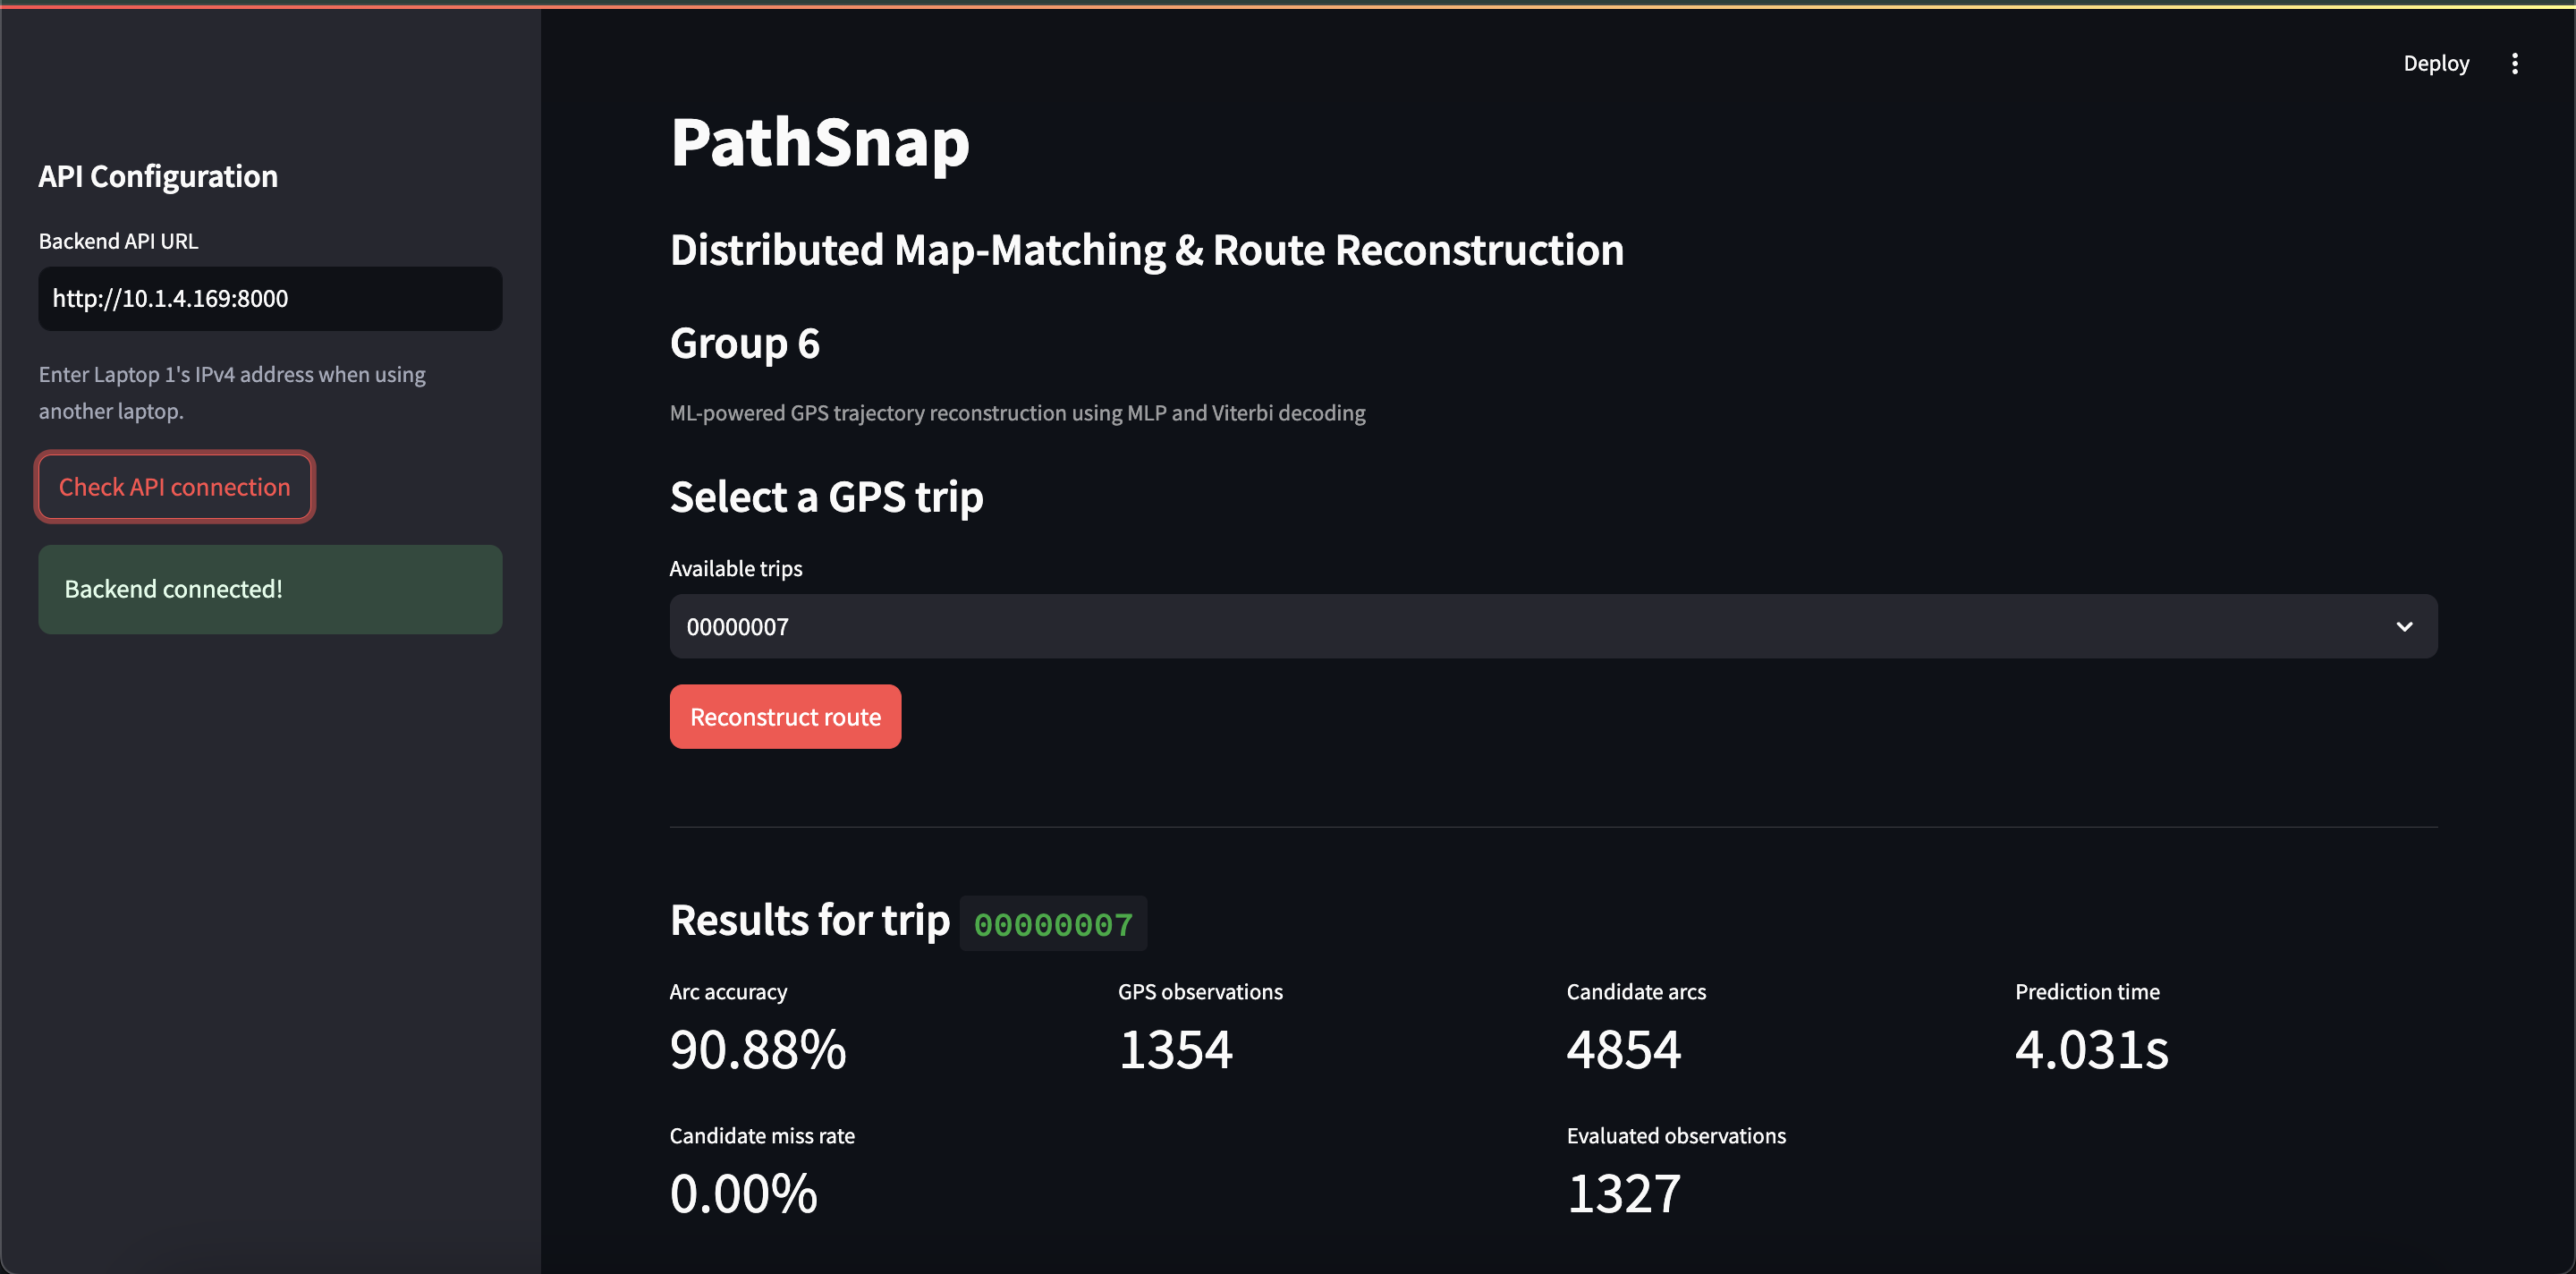 Deploy
API Configuration
Backend API URL
http://10.1.4.169:8000
Enter Laptop 1's IPv4 address when using
another laptop.
Check API connection
Backend connected!
PathSnap
Distributed Map-Matching & Route Reconstruction
Group 6
ML-powered GPS trajectory reconstruction using MLP and Viterbi decoding
Select a GPS trip
Available trips
00000007
Reconstruct route
Results for trip 00000007
Arc accuracy GPS observations Candidate arcs Prediction time
90.88% 1354 4854 4.031s
Candidate miss rate Evaluated observations
0.00% 1327